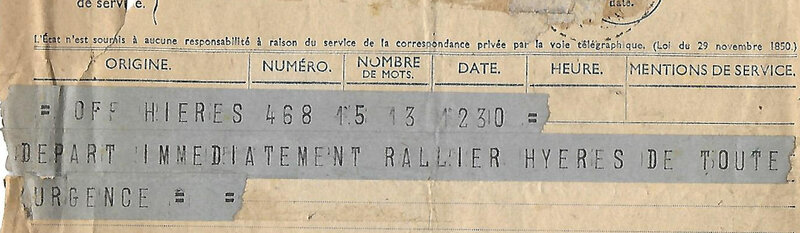 de service. date.
L'État n'est soumis à aucune responsabilité à raison du service de la correspondance privée par la voie télégraphique. (Loi du 29 novembre 1850.)
ORIGINE. NUMÉRO. NOMBRE DE MOTS. DATE. HEURE. MENTIONS DE SERVICE.
= OFF HIERES 468 15 13 1230 =
DEPART IMMEDIATEMENT RALLIER HYERES DE TOUTE
URGENCE = =